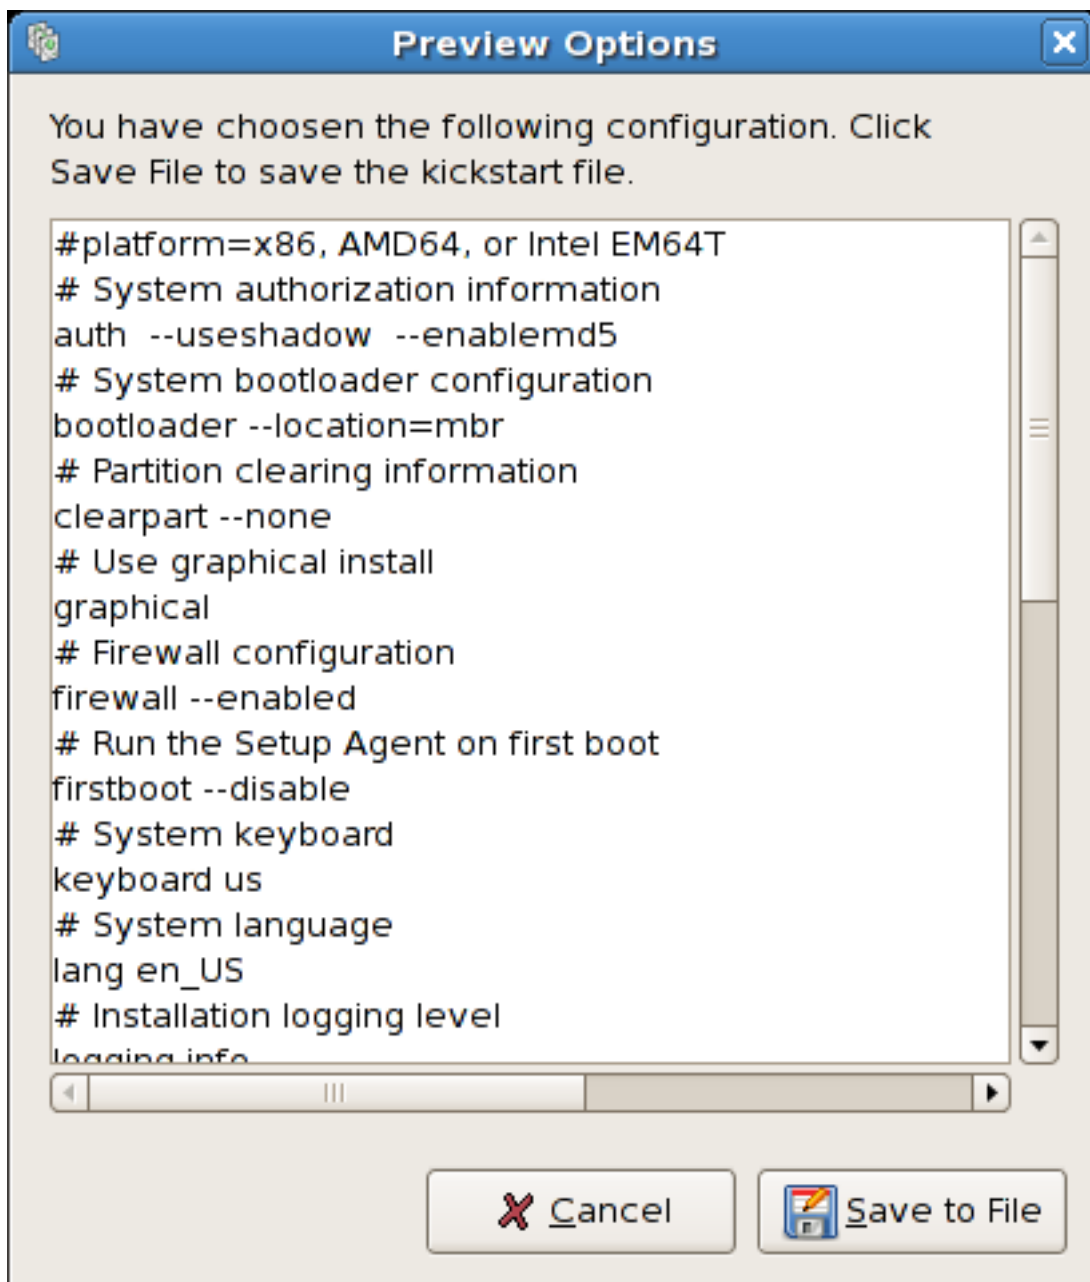 Preview Options
You have choosen the following configuration. Click
Save File to save the kickstart file.
#platform=x86, AMD64, or Intel EM64T
# System authorization information
auth  --useshadow  --enablemd5
# System bootloader configuration
bootloader --location=mbr
# Partition clearing information
clearpart --none
# Use graphical install
graphical
# Firewall configuration
firewall --enabled
# Run the Setup Agent on first boot
firstboot --disable
# System keyboard
keyboard us
# System language
lang en_US
# Installation logging level
logging info
Cancel
Save to File